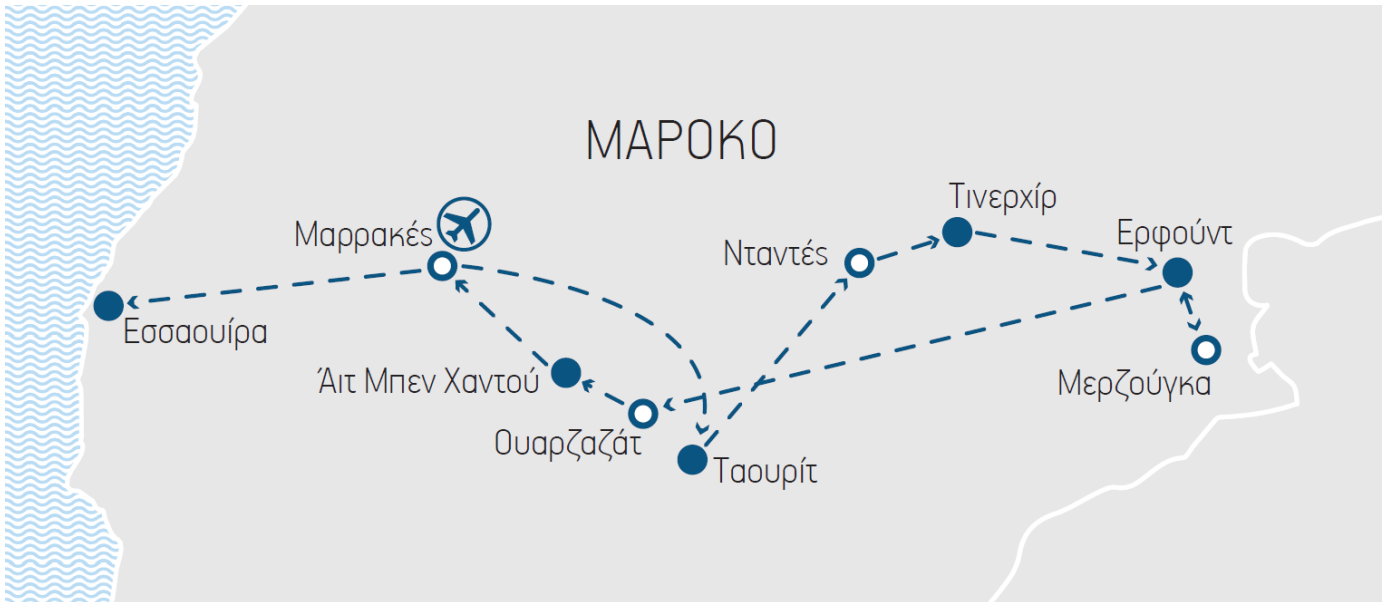 ΜΑΡΟΚΟ
Τινερχίρ
Μαρρακές
Νταντές
Ερφούντ
Εσσαουίρα
Άιτ Μπεν Χαντού
Μερζούγκα
Ουαρζαζάτ
Ταουρίτ